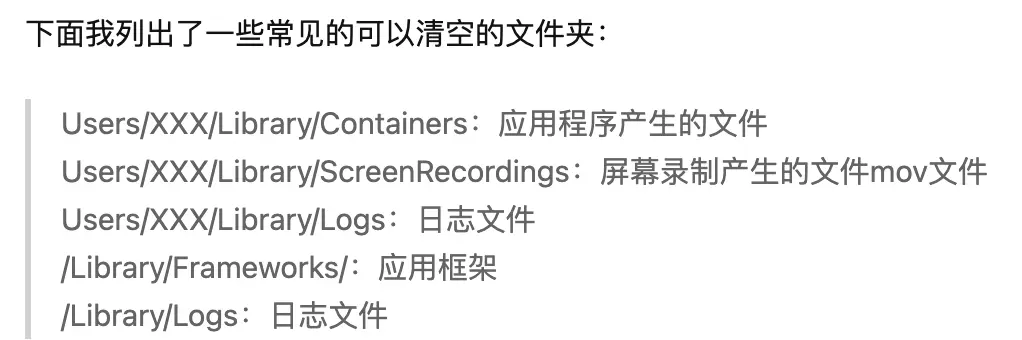 下面我列出了一些常见的可以清空的文件夹：
Users/XXX/Library/Containers：应用程序产生的文件
Users/XXX/Library/ScreenRecordings：屏幕录制产生的文件mov文件
Users/XXX/Library/Logs：日志文件
/Library/Frameworks/：应用框架
/Library/Logs：日志文件